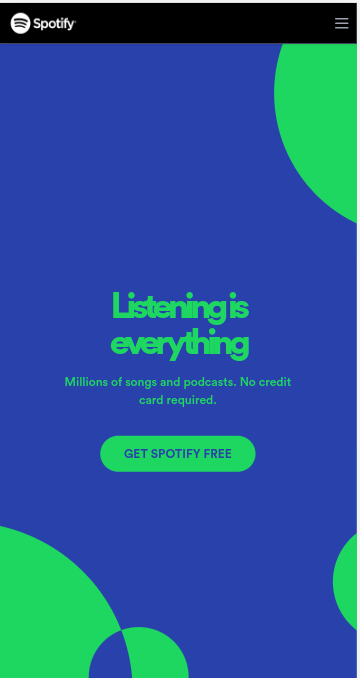 Spotify
Listening is
everything
Millions of songs and podcasts. No credit
card required.
GET SPOTIFY FREE